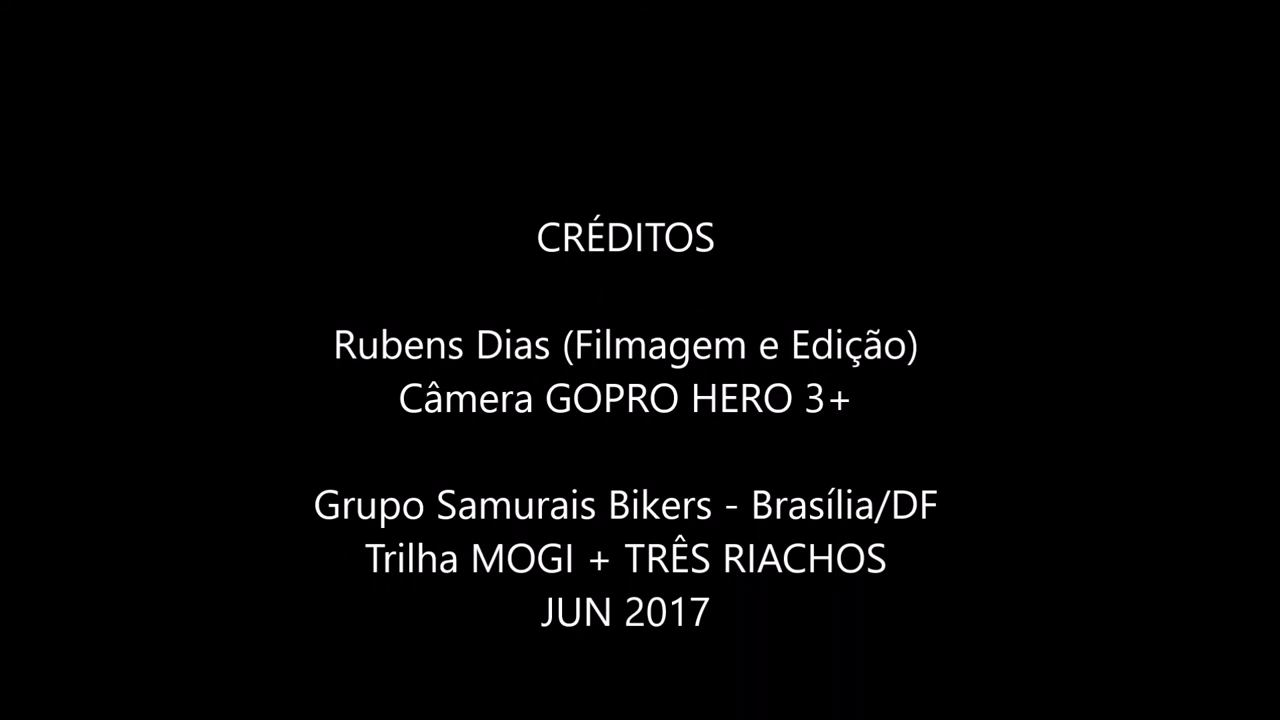 CRÉDITOS
Rubens Dias (Filmagem e Edição)
Câmera GOPRO HERO 3+
Grupo Samurais Bikers - Brasília/DF
Trilha MOGI + TRÊS RIACHOS
JUN 2017